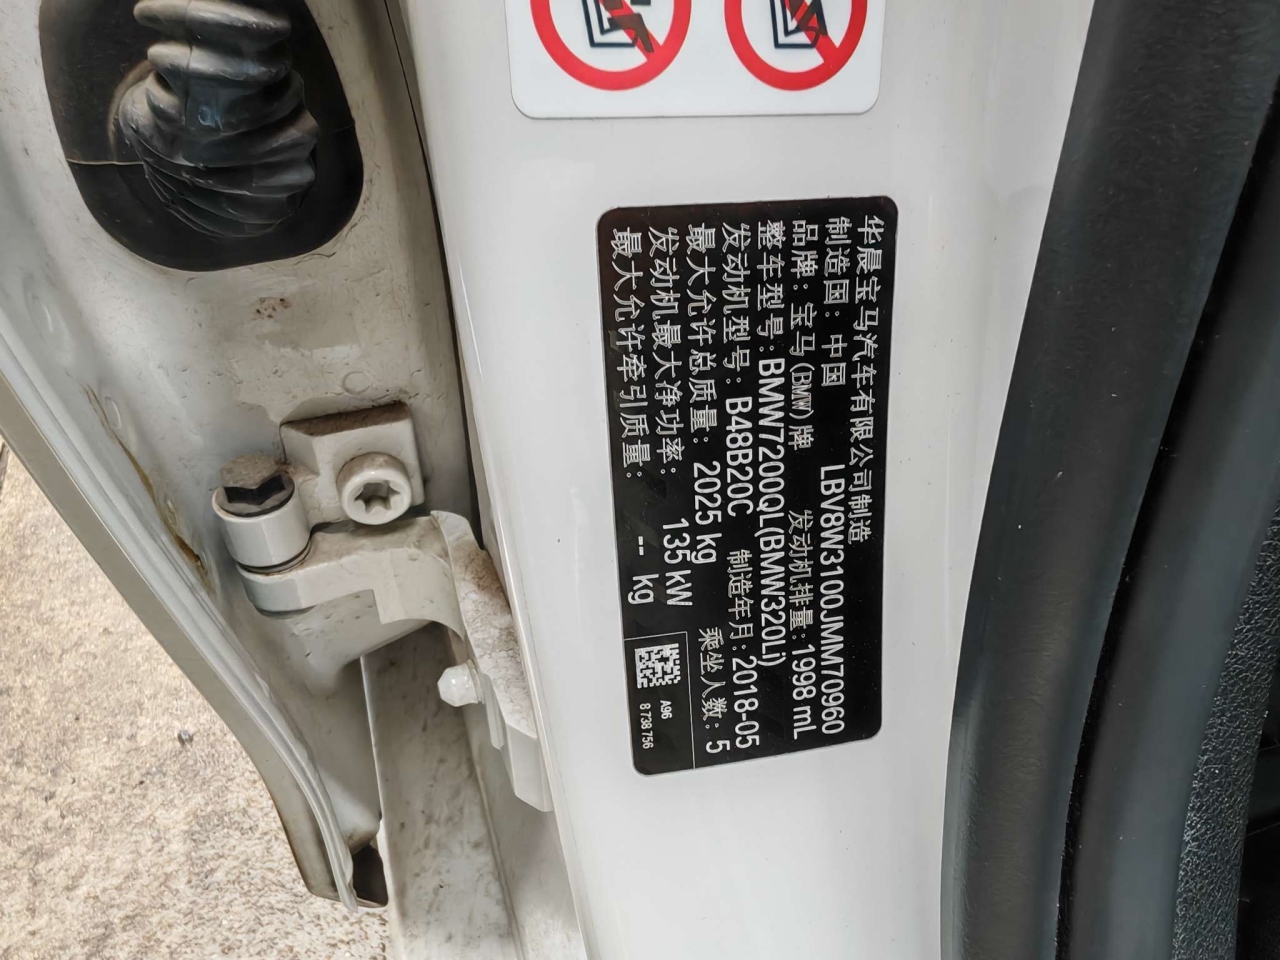 华晨宝马汽车有限公司制造
制造国：中国 LBV8W3100JMM70960
品牌：宝马(BMW)牌 发动机排量：1998 mL
整车型号：BMW7200QL(BMW320Li)
发动机型号：B48B20C 制造年月：2018-05
最大允许总质量：2025 kg 乘坐人数：5
发动机最大净功率：135 kW
最大允许牵引质量：-- kg
A96
8 738 756